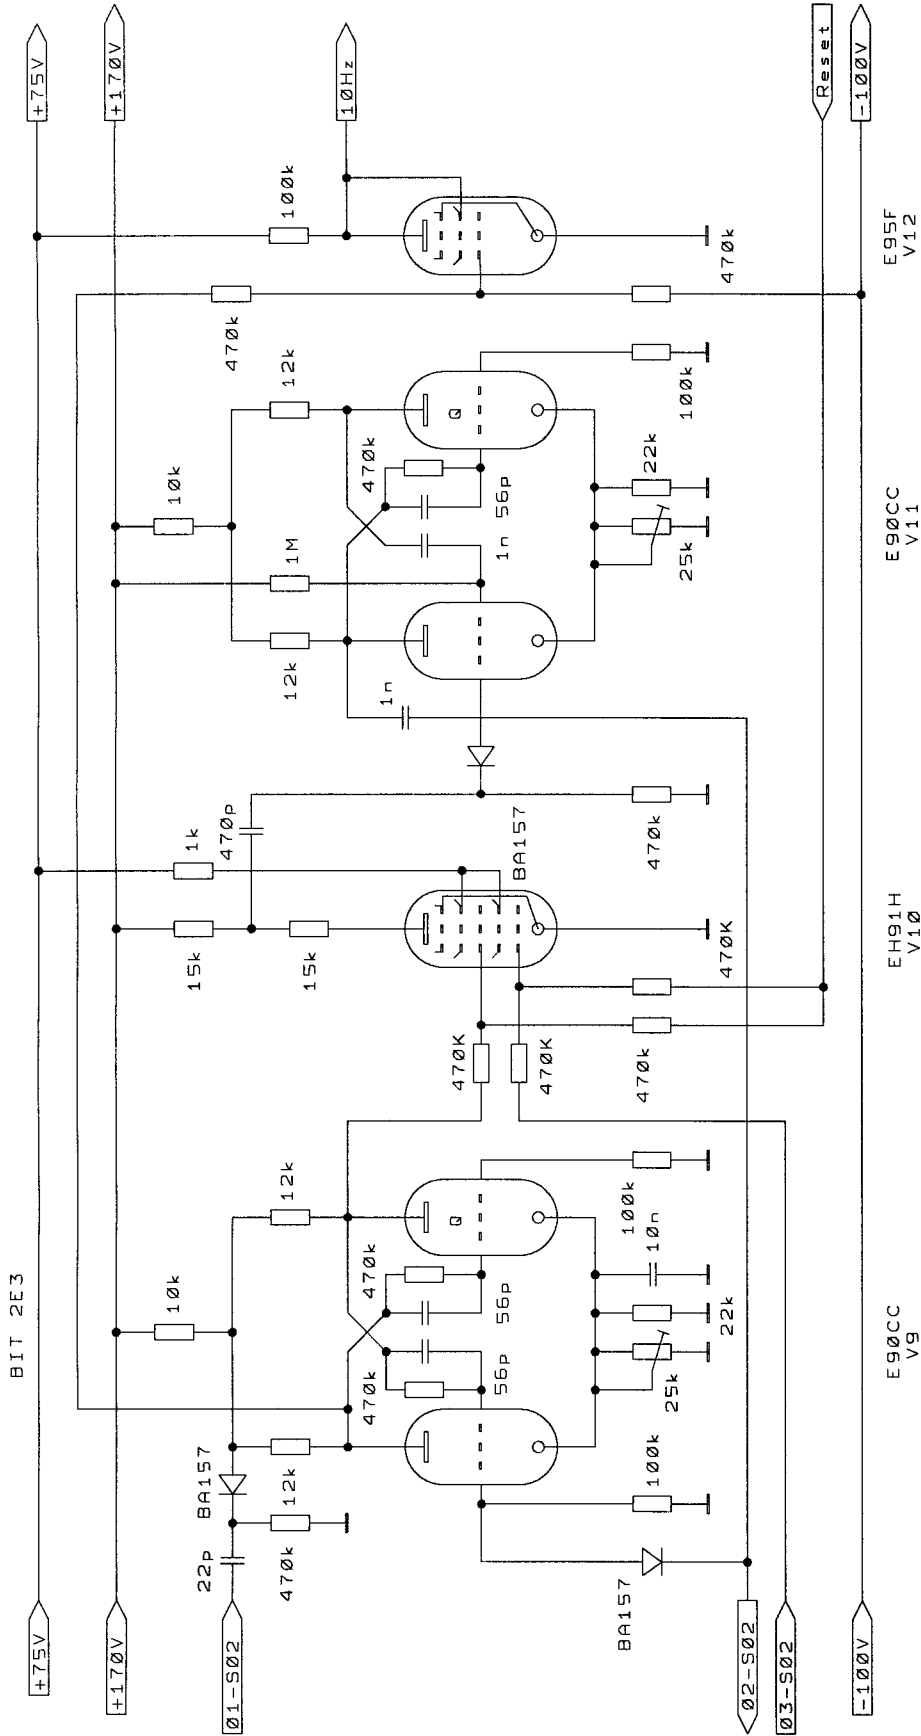 BIT 2E3
+75V
+170V
01-S02
02-S02
03-S02
-100V
22p
BA157
470k
12k
10k
12k
470k
470k
56p
56p
Q
BA157
100k
25k
22k
10n
100k
E90CC
V9
470K
470K
470k
470K
15k
15k
1k
470p
BA157
EH91H
V10
470k
1n
12k
1M
10k
12k
470k
56p
1n
Q
25k
22k
100k
E90CC
V11
470k
100k
470k
E95F
V12
+75V
+170V
10Hz
Reset
-100V